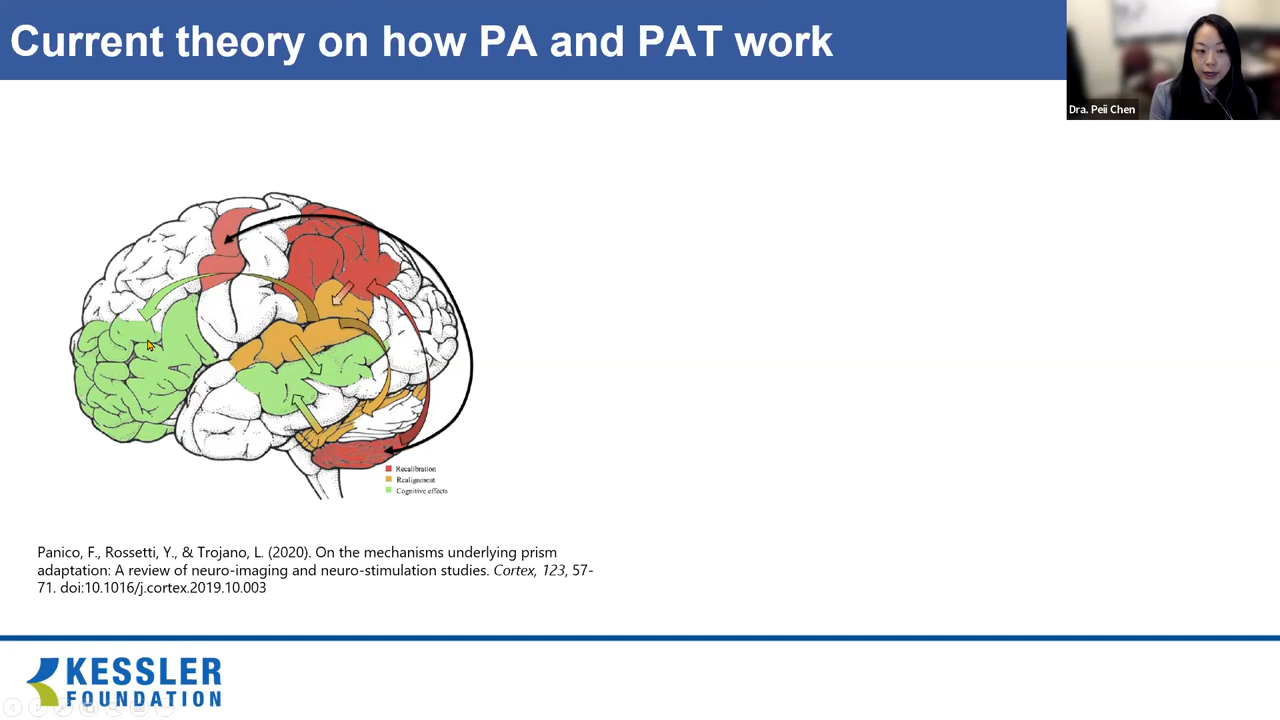 Current theory on how PA and PAT work
Dra. Peii Chen
Recalibration
Realignment
Cognitive effects
Panico, F., Rossetti, Y., & Trojano, L. (2020). On the mechanisms underlying prism
adaptation: A review of neuro-imaging and neuro-stimulation studies. Cortex, 123, 57-
71. doi:10.1016/j.cortex.2019.10.003
KESSLER
FOUNDATION